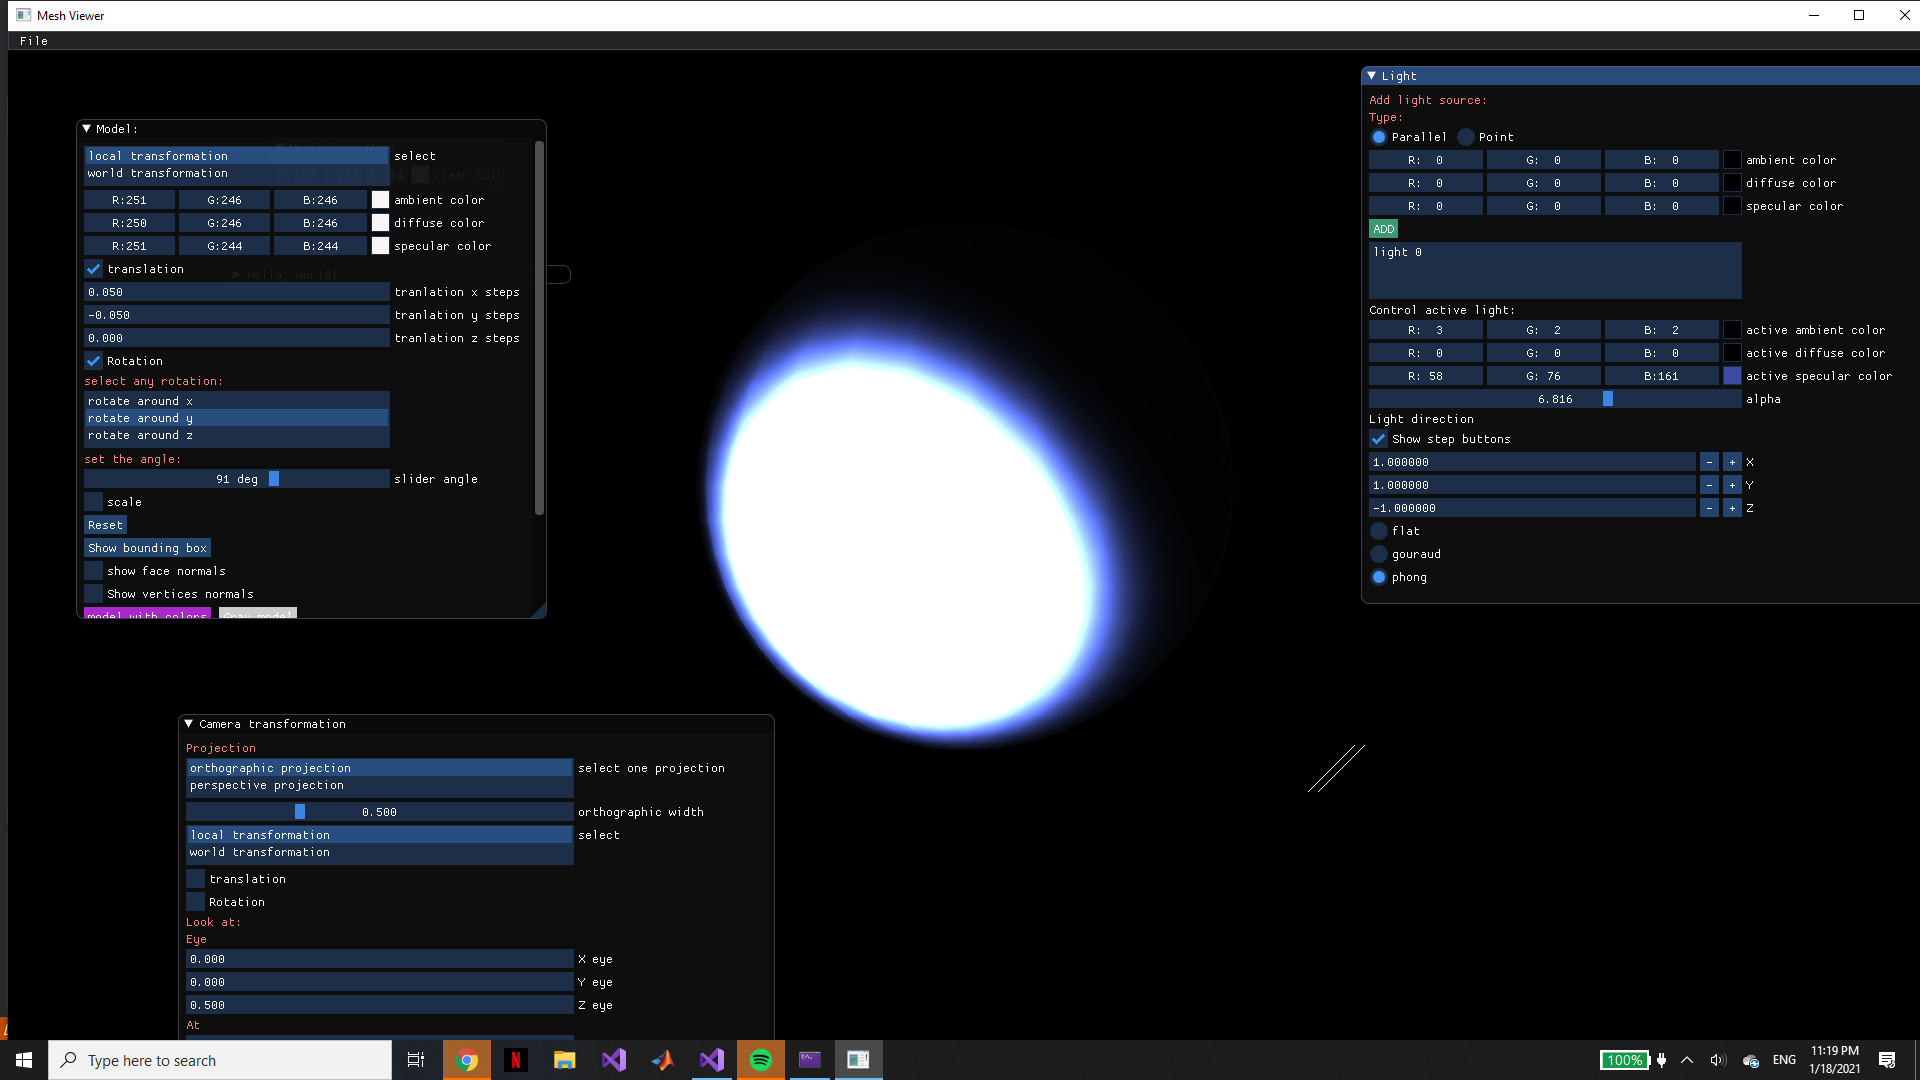 Mesh Viewer
File
Model:
local transformation select
world transformation
Clear Col
R:251 G:246 B:246 ambient color
R:250 G:246 B:246 diffuse color
R:251 G:244 B:244 specular color
translation
Hello, world!
0.050 tranlation x steps
-0.050 tranlation y steps
0.000 tranlation z steps
Rotation
select any rotation:
rotate around x
rotate around y
rotate around z
set the angle:
91 deg slider angle
scale
Reset
Show bounding box
show face normals
Show vertices normals
model with colors Gray model
Camera transformation
Projection
orthographic projection select one projection
perspective projection
0.500 orthographic width
local transformation select
world transformation
translation
Rotation
Look at:
Eye
0.000 X eye
0.000 Y eye
0.500 Z eye
At
Light
Add light source:
Type:
Parallel Point
R: 0 G: 0 B: 0 ambient color
R: 0 G: 0 B: 0 diffuse color
R: 0 G: 0 B: 0 specular color
ADD
light 0
Control active light:
R: 3 G: 2 B: 2 active ambient color
R: 0 G: 0 B: 0 active diffuse color
R: 58 G: 76 B:161 active specular color
6.816 alpha
Light direction
Show step buttons
1.000000 - + X
1.000000 - + Y
-1.000000 - + Z
flat
gouraud
phong
Type here to search
N
100%
ENG
11:19 PM
1/18/2021